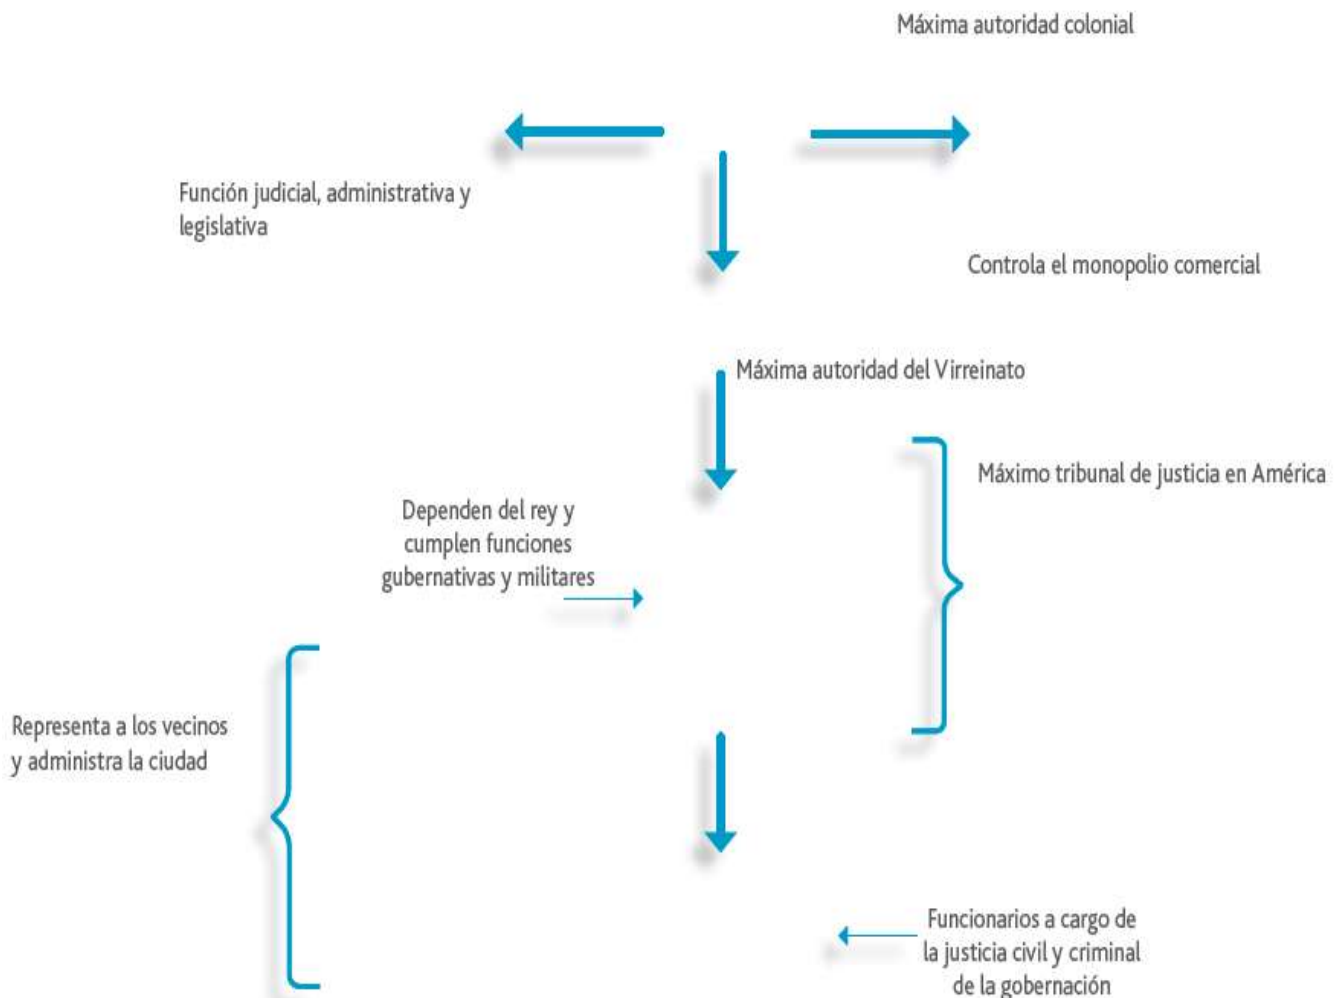 Máxima autoridad colonial
Función judicial, administrativa y
legislativa
Controla el monopolio comercial
Máxima autoridad del Virreinato
Máximo tribunal de justicia en América
Dependen del rey y
cumplen funciones
gubernativas y militares
Representa a los vecinos
y administra la ciudad
Funcionarios a cargo de
la justicia civil y criminal
de la gobernación